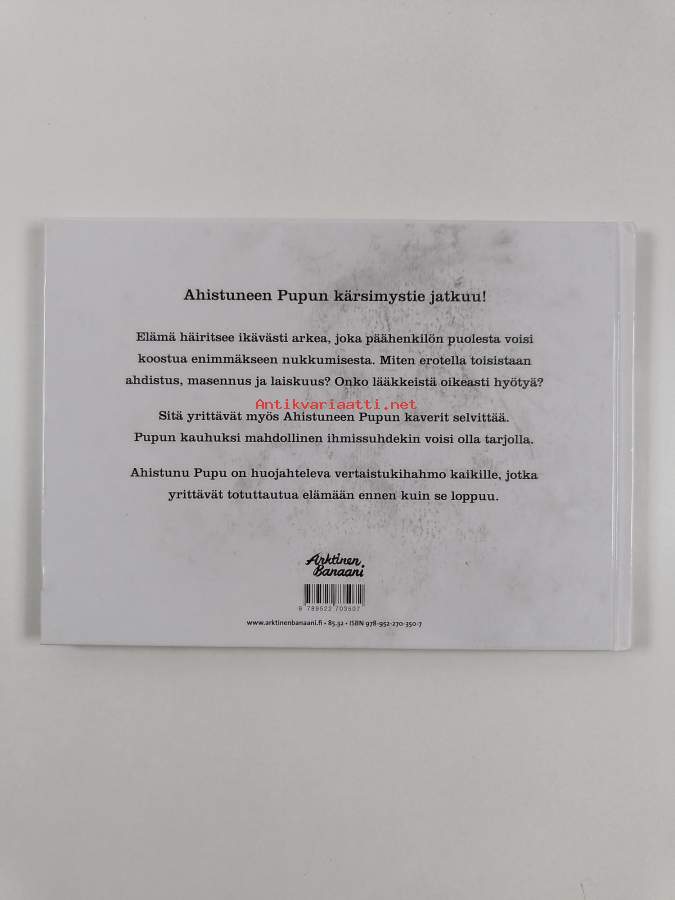 Ahistuneen Pupun kärsimystie jatkuu!
Elämä häiritsee ikävästi arkea, joka päähenkilön puolesta voisi
koostua enimmäkseen nukkumisesta. Miten erotella toisistaan
ahdistus, masennus ja laiskuus? Onko lääkkeistä oikeasti hyötyä?
Antikvariaatti.net
Sitä yrittävät myös Ahistuneen Pupun kaverit selvittää.
Pupun kauhuksi mahdollinen ihmissuhdekin voisi olla tarjolla.
Ahistunu Pupu on huojahteleva vertaistukihahmo kaikille, jotka
yrittävät totuttautua elämään ennen kuin se loppuu.
Arktinen
Banaani
9 789522 703507
www.arktinenbanaani.fi • 85.32 • ISBN 978-952-270-350-7